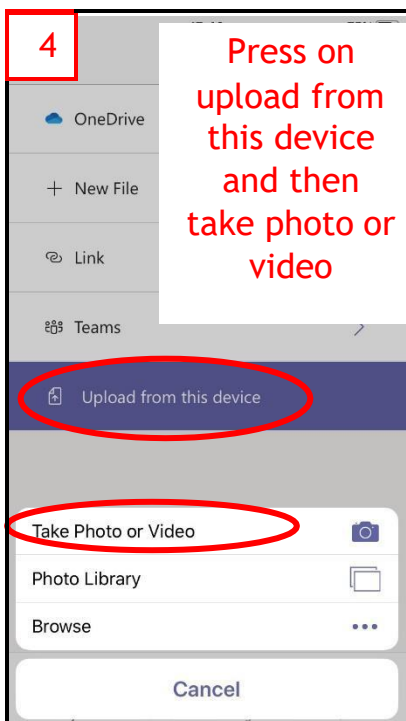 4
Press on
upload from
this device
and then
take photo or
video
OneDrive
New File
Link
Teams
Upload from this device
Take Photo or Video
Photo Library
Browse
Cancel